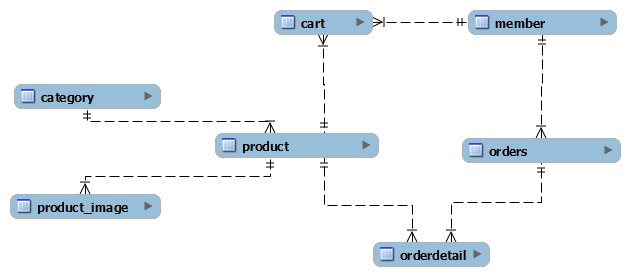 cart
member
category
product
orders
product_image
orderdetail